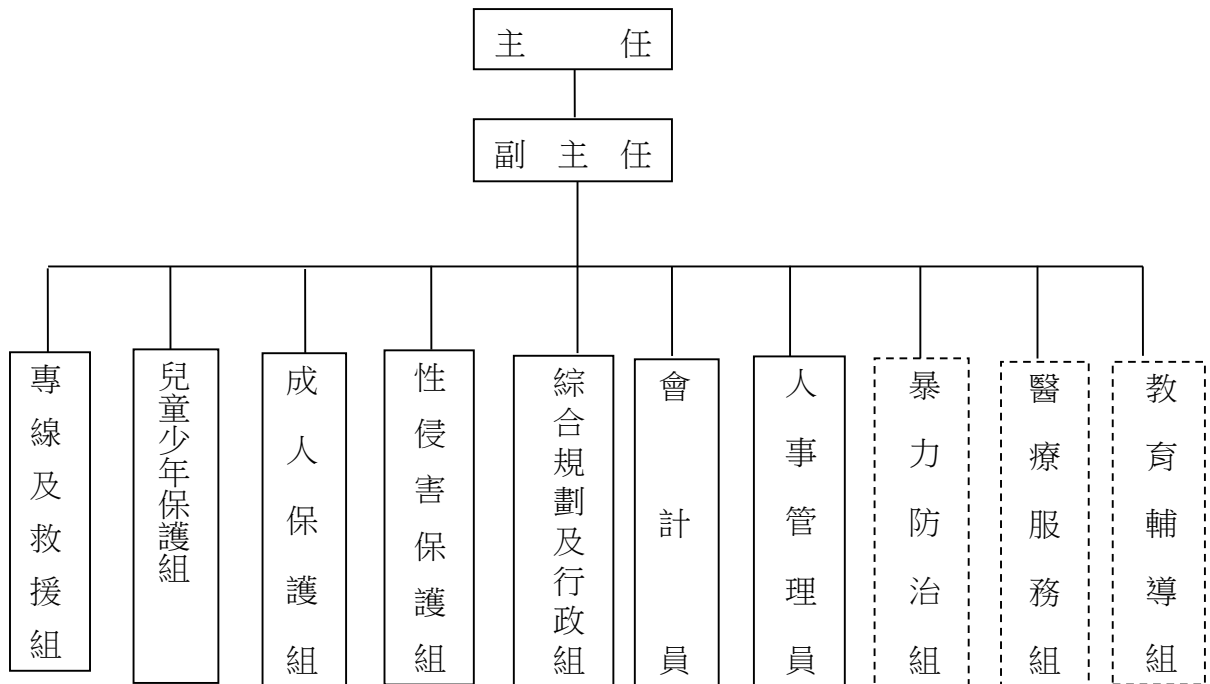 主任
副主任
專線及救援組
兒童少年保護組
成人保護組
性侵害保護組
綜合規劃及行政組
會計員
人事管理員
暴力防治組
醫療服務組
教育輔導組